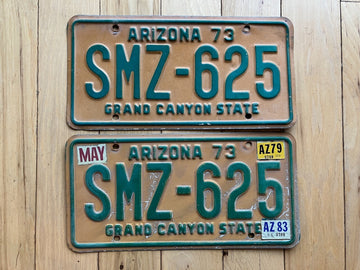 ARIZONA 73
SMZ-625
GRAND CANYON STATE
MAY ARIZONA 73 AZ79
SMZ-625
GRAND CANYON STATE AZ 83